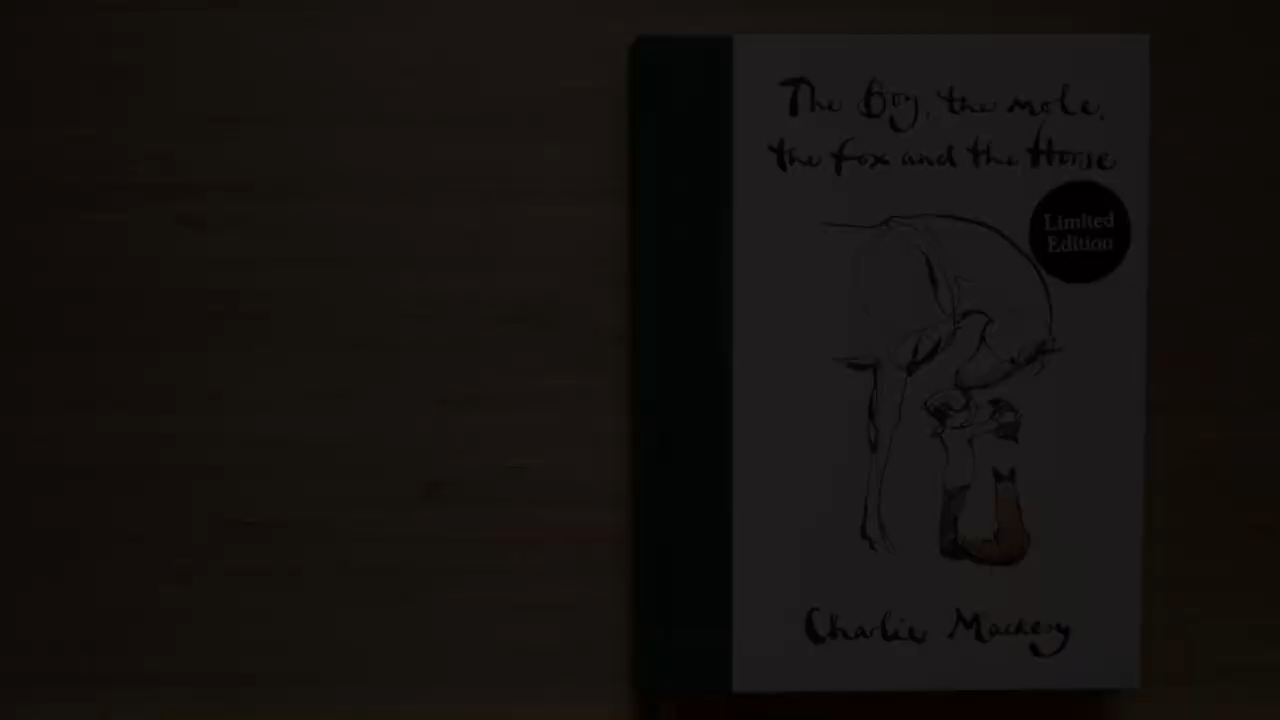 The Boy, the mole,
the fox and the Horse
Limited
Edition
Charlie Mackesy